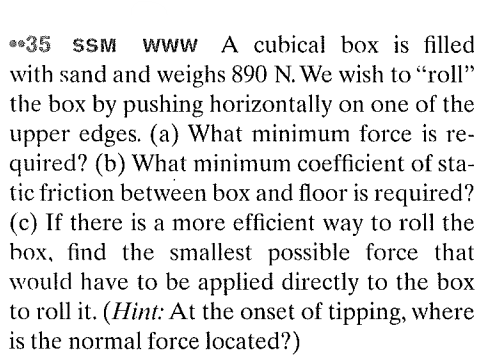 ••35 SSM WWW A cubical box is filled
with sand and weighs 890 N. We wish to "roll"
the box by pushing horizontally on one of the
upper edges. (a) What minimum force is re-
quired? (b) What minimum coefficient of sta-
tic friction between box and floor is required?
(c) If there is a more efficient way to roll the
box, find the smallest possible force that
would have to be applied directly to the box
to roll it. (Hint: At the onset of tipping, where
is the normal force located?)